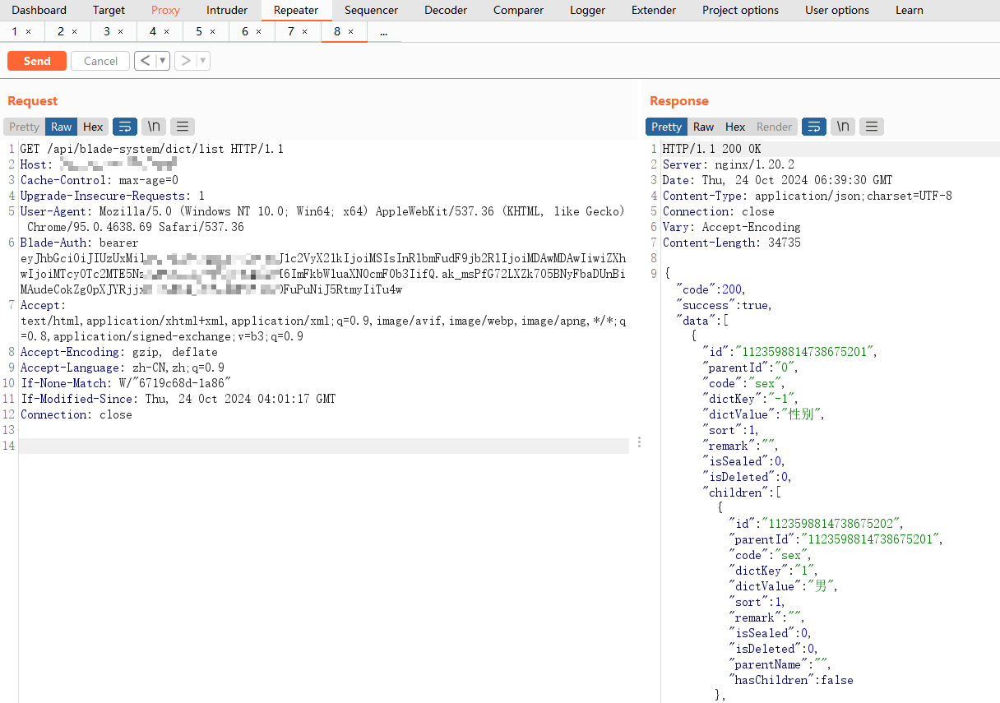 Dashboard Target Proxy Intruder Repeater Sequencer Decoder Comparer Logger Extender Project options User options Learn
1 × 2 × 3 × 4 × 5 × 6 × 7 × 8 × ...
Send Cancel < >
Request
Pretty Raw Hex \n
1 GET /api/blade-system/dict/list HTTP/1.1
2 Host:
3 Cache-Control: max-age=0
4 Upgrade-Insecure-Requests: 1
5 User-Agent: Mozilla/5.0 (Windows NT 10.0; Win64; x64) AppleWebKit/537.36 (KHTML, like Gecko)
Chrome/95.0.4638.69 Safari/537.36
6 Blade-Auth: bearer
7 Accept:
text/html,application/xhtml+xml,application/xml;q=0.9,image/avif,image/webp,image/apng,*/*;q
=0.8,application/signed-exchange;v=b3;q=0.9
8 Accept-Encoding: gzip, deflate
9 Accept-Language: zh-CN,zh;q=0.9
10 If-None-Match: W/"6719c68d-1a86"
11 If-Modified-Since: Thu, 24 Oct 2024 04:01:17 GMT
12 Connection: close
13
14
Response
Pretty Raw Hex Render \n
1 HTTP/1.1 200 OK
2 Server: nginx/1.20.2
3 Date: Thu, 24 Oct 2024 06:39:30 GMT
4 Content-Type: application/json;charset=UTF-8
5 Connection: close
6 Vary: Accept-Encoding
7 Content-Length: 34735
8
9 {
"code":200,
"success":true,
"data":[
{
"id":"1123598814738675201",
"parentId":"0",
"code":"sex",
"dictKey":"-1",
"dictValue":"性别",
"sort":1,
"remark":"",
"isSealed":0,
"isDeleted":0,
"children":[
{
"id":"1123598814738675202",
"parentId":"1123598814738675201",
"code":"sex",
"dictKey":"1",
"dictValue":"男",
"sort":1,
"remark":"",
"isSealed":0,
"isDeleted":0,
"parentName":"",
"hasChildren":false
},